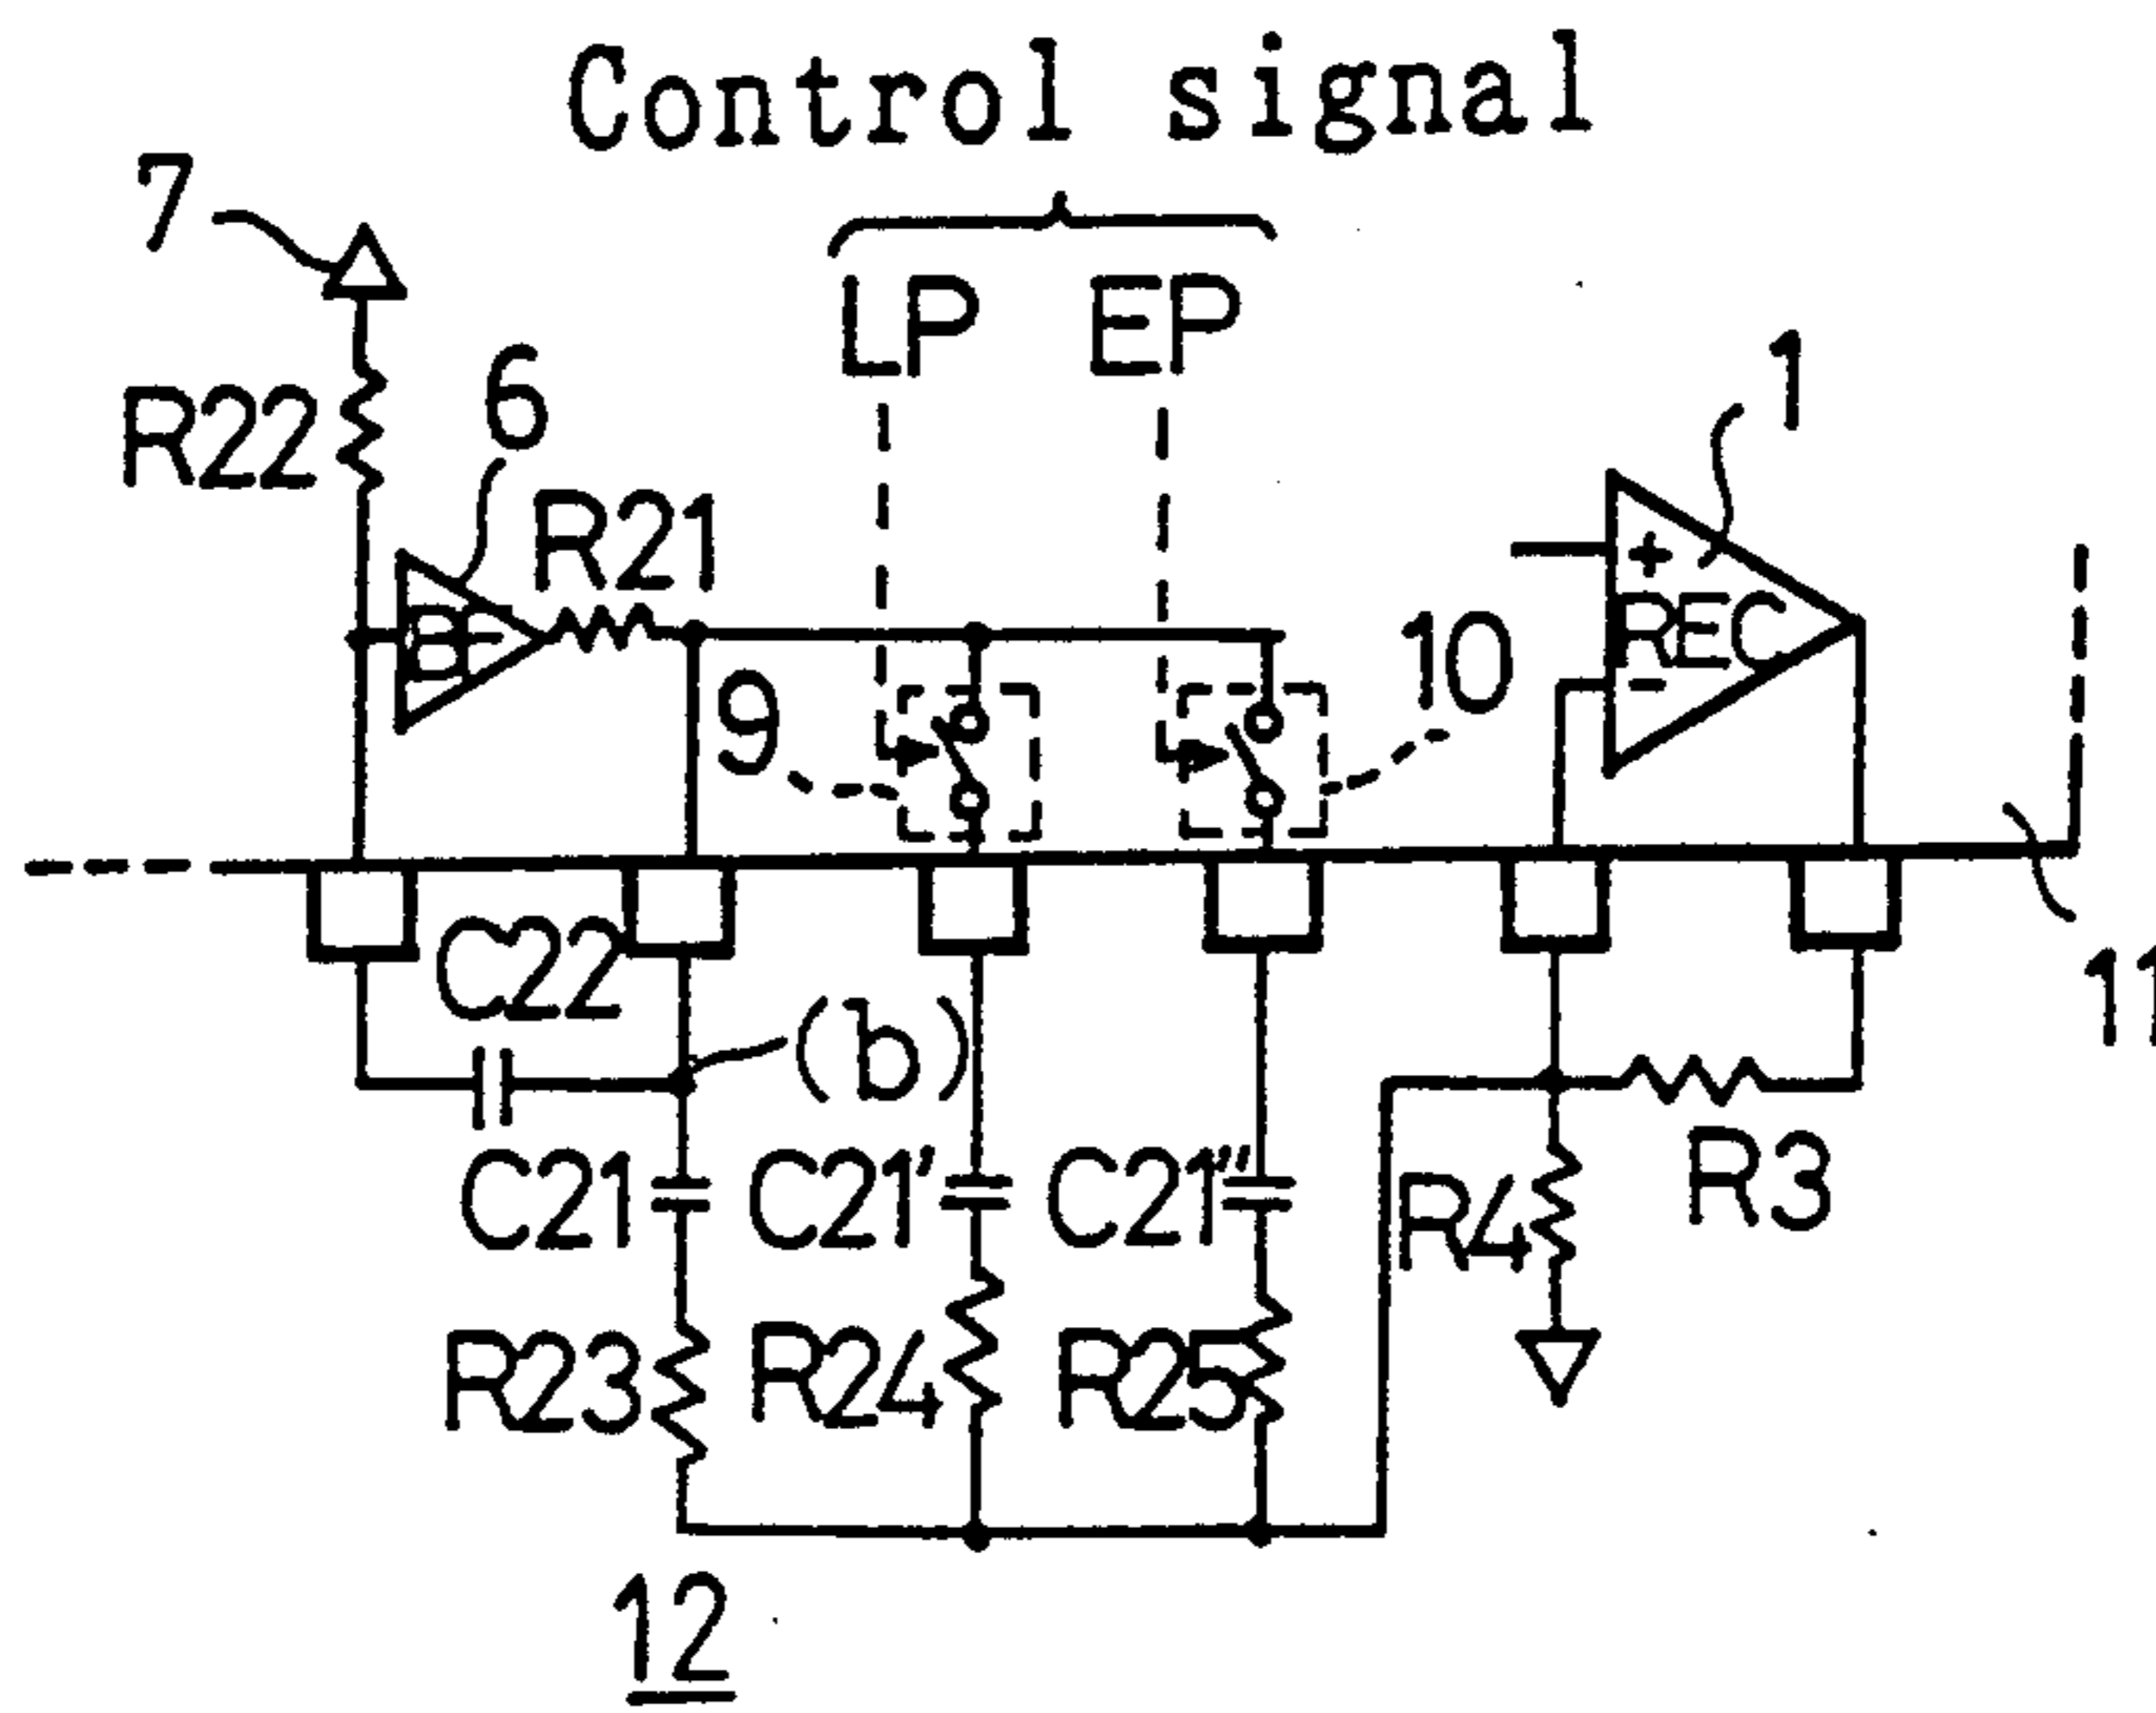 Control signal
7
LP EP
6
1
R22
R21
BF
+
REC
-
9
10
11
C22
(b)
C21
C21'
C21"
R4
R3
R23
R24
R25
12